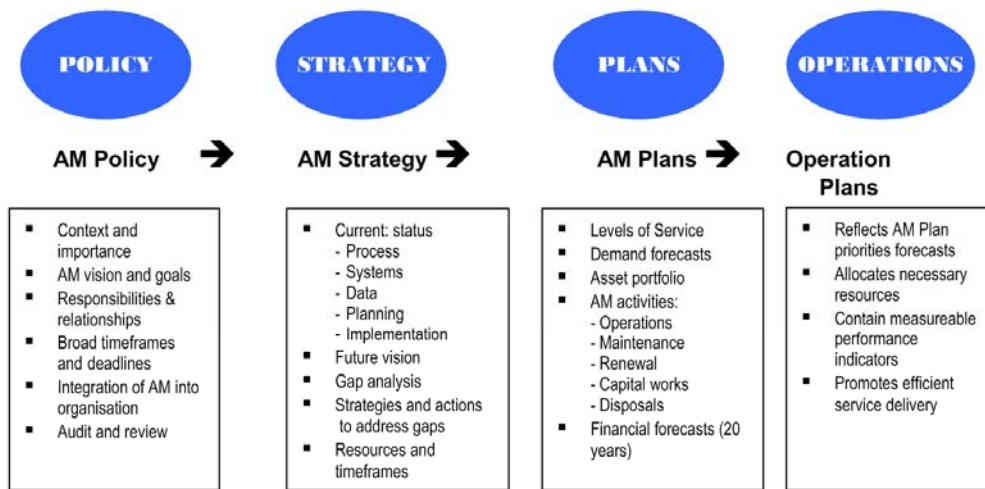 POLICY
STRATEGY
PLANS
OPERATIONS
AM Policy ➔
AM Strategy ➔
AM Plans ➔
Operation
Plans
▪ Context and
importance
▪ AM vision and goals
▪ Responsibilities &
relationships
▪ Broad timeframes
and deadlines
▪ Integration of AM into
organisation
▪ Audit and review
▪ Current: status
- Process
- Systems
- Data
- Planning
- Implementation
▪ Future vision
▪ Gap analysis
▪ Strategies and actions
to address gaps
▪ Resources and
timeframes
▪ Levels of Service
▪ Demand forecasts
▪ Asset portfolio
▪ AM activities:
- Operations
- Maintenance
- Renewal
- Capital works
- Disposals
▪ Financial forecasts (20
years)
▪ Reflects AM Plan
priorities forecasts
▪ Allocates necessary
resources
▪ Contain measureable
performance
indicators
▪ Promotes efficient
service delivery